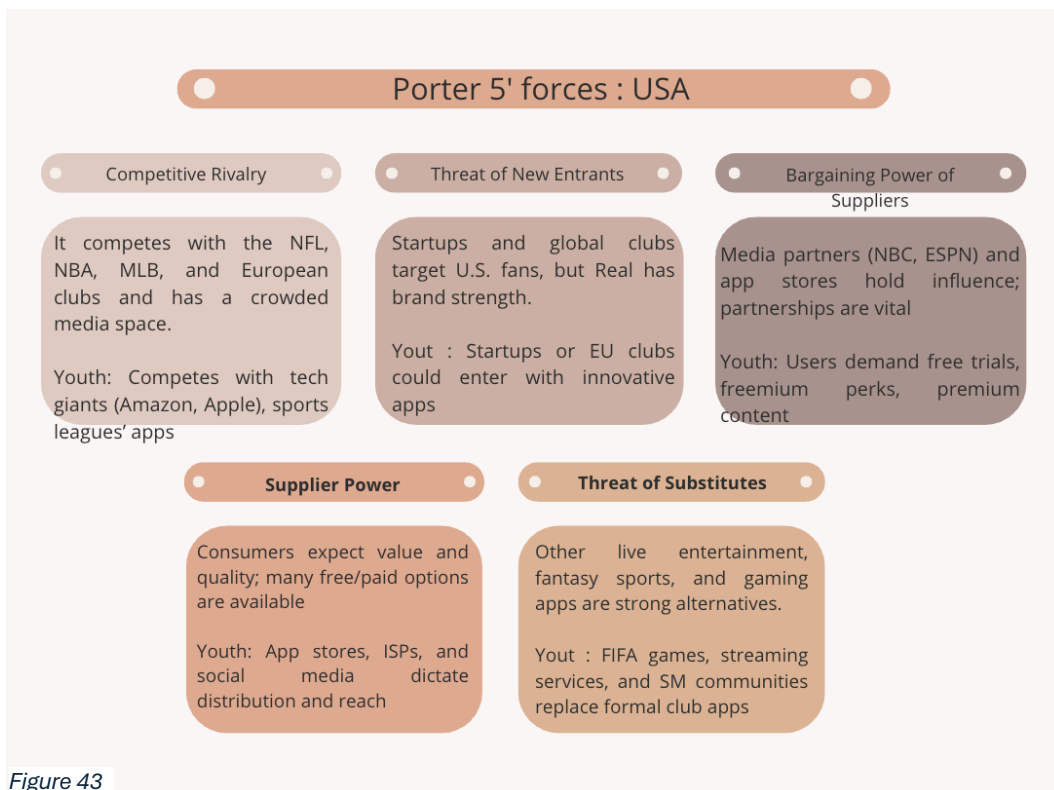 Porter 5' forces : USA
Competitive Rivalry
It competes with the NFL,
NBA, MLB, and European
clubs and has a crowded
media space.
Youth: Competes with tech
giants (Amazon, Apple), sports
leagues’ apps
Threat of New Entrants
Startups and global clubs
target U.S. fans, but Real has
brand strength.
Yout : Startups or EU clubs
could enter with innovative
apps
Bargaining Power of
Suppliers
Media partners (NBC, ESPN) and
app stores hold influence;
partnerships are vital
Youth: Users demand free trials,
freemium perks, premium
content
Supplier Power
Consumers expect value and
quality; many free/paid options
are available
Youth: App stores, ISPs, and
social media dictate
distribution and reach
Threat of Substitutes
Other live entertainment,
fantasy sports, and gaming
apps are strong alternatives.
Yout : FIFA games, streaming
services, and SM communities
replace formal club apps
Figure 43